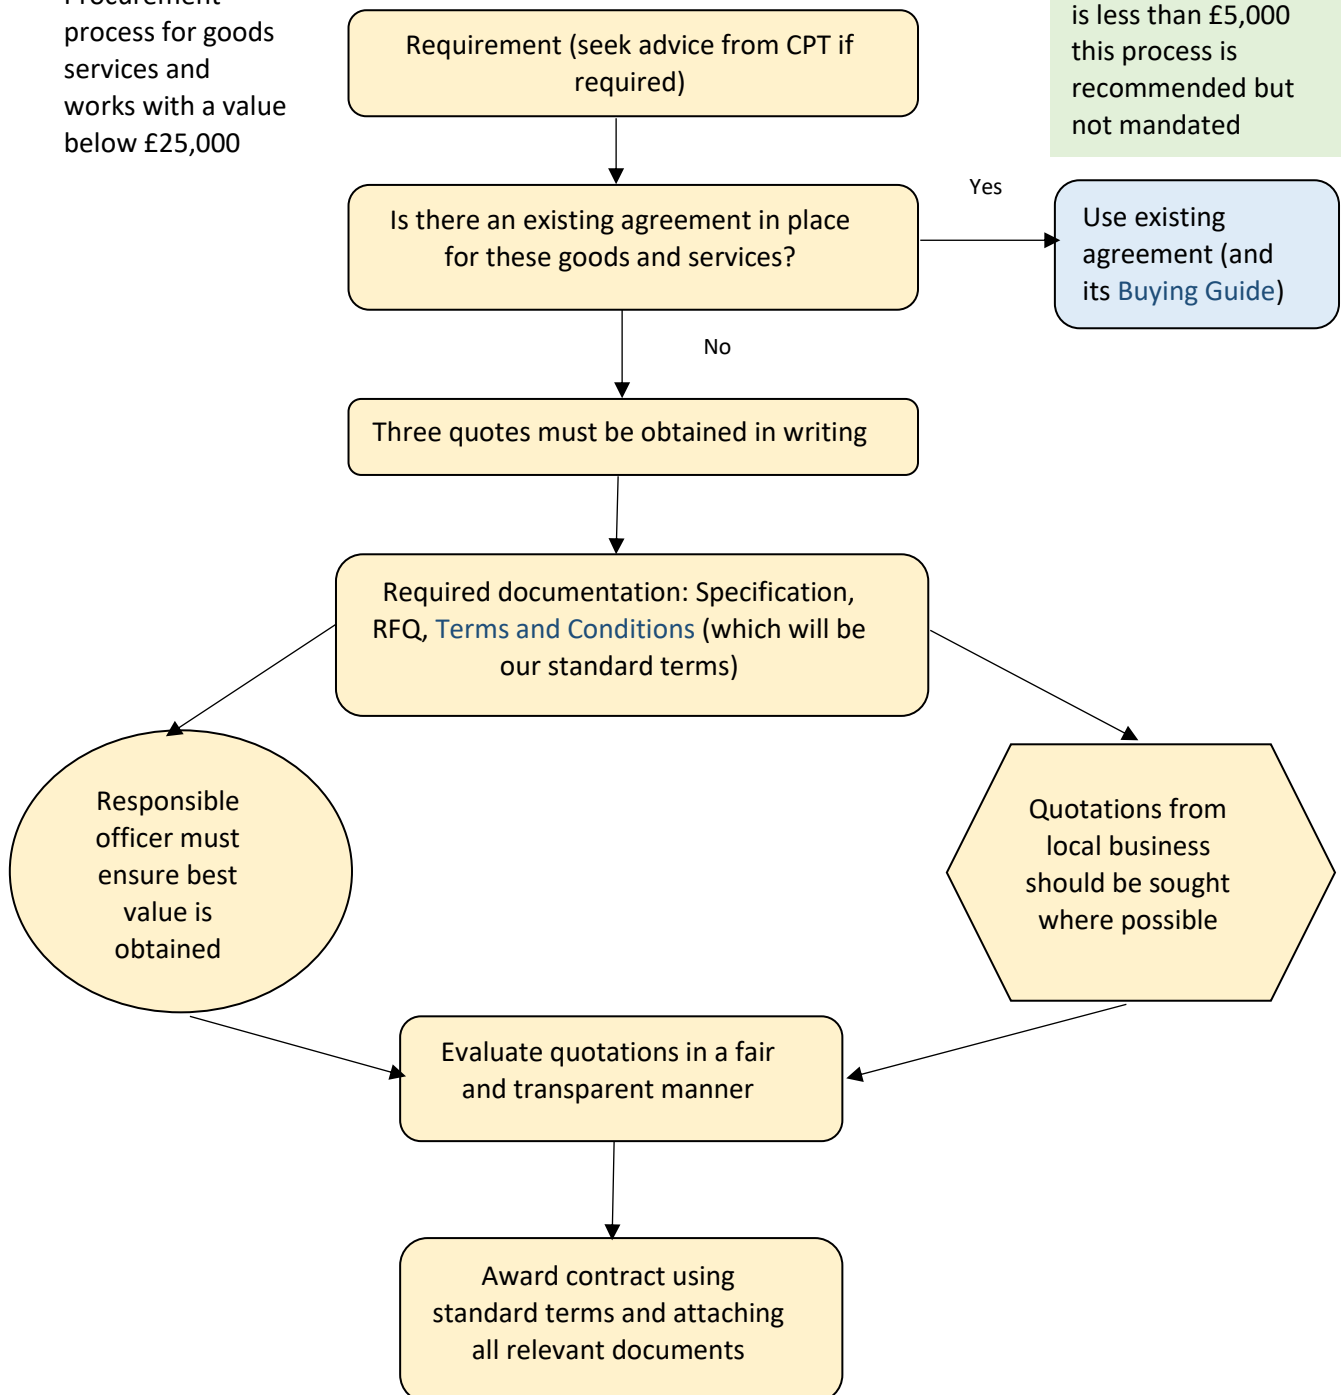 Procurement
process for goods
services and
works with a value
below £25,000
is less than £5,000
this process is
recommended but
not mandated
Requirement (seek advice from CPT if
required)
Is there an existing agreement in place
for these goods and services?
Yes
Use existing
agreement (and
its Buying Guide)
No
Three quotes must be obtained in writing
Required documentation: Specification,
RFQ, Terms and Conditions (which will be
our standard terms)
Responsible
officer must
ensure best
value is
obtained
Quotations from
local business
should be sought
where possible
Evaluate quotations in a fair
and transparent manner
Award contract using
standard terms and attaching
all relevant documents